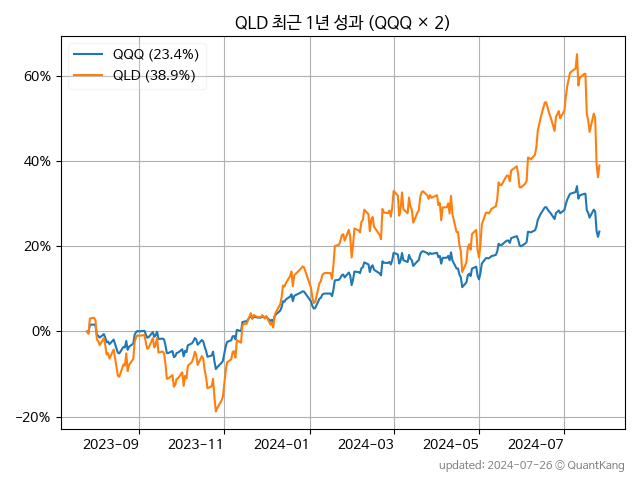 QLD 최근 1년 성과 (QQQ × 2)
QQQ (23.4%)
QLD (38.9%)
60%
40%
20%
0%
−20%
2023−09
2023−11
2024−01
2024−03
2024−05
2024−07
updated: 2024−07−26 © QuantKang